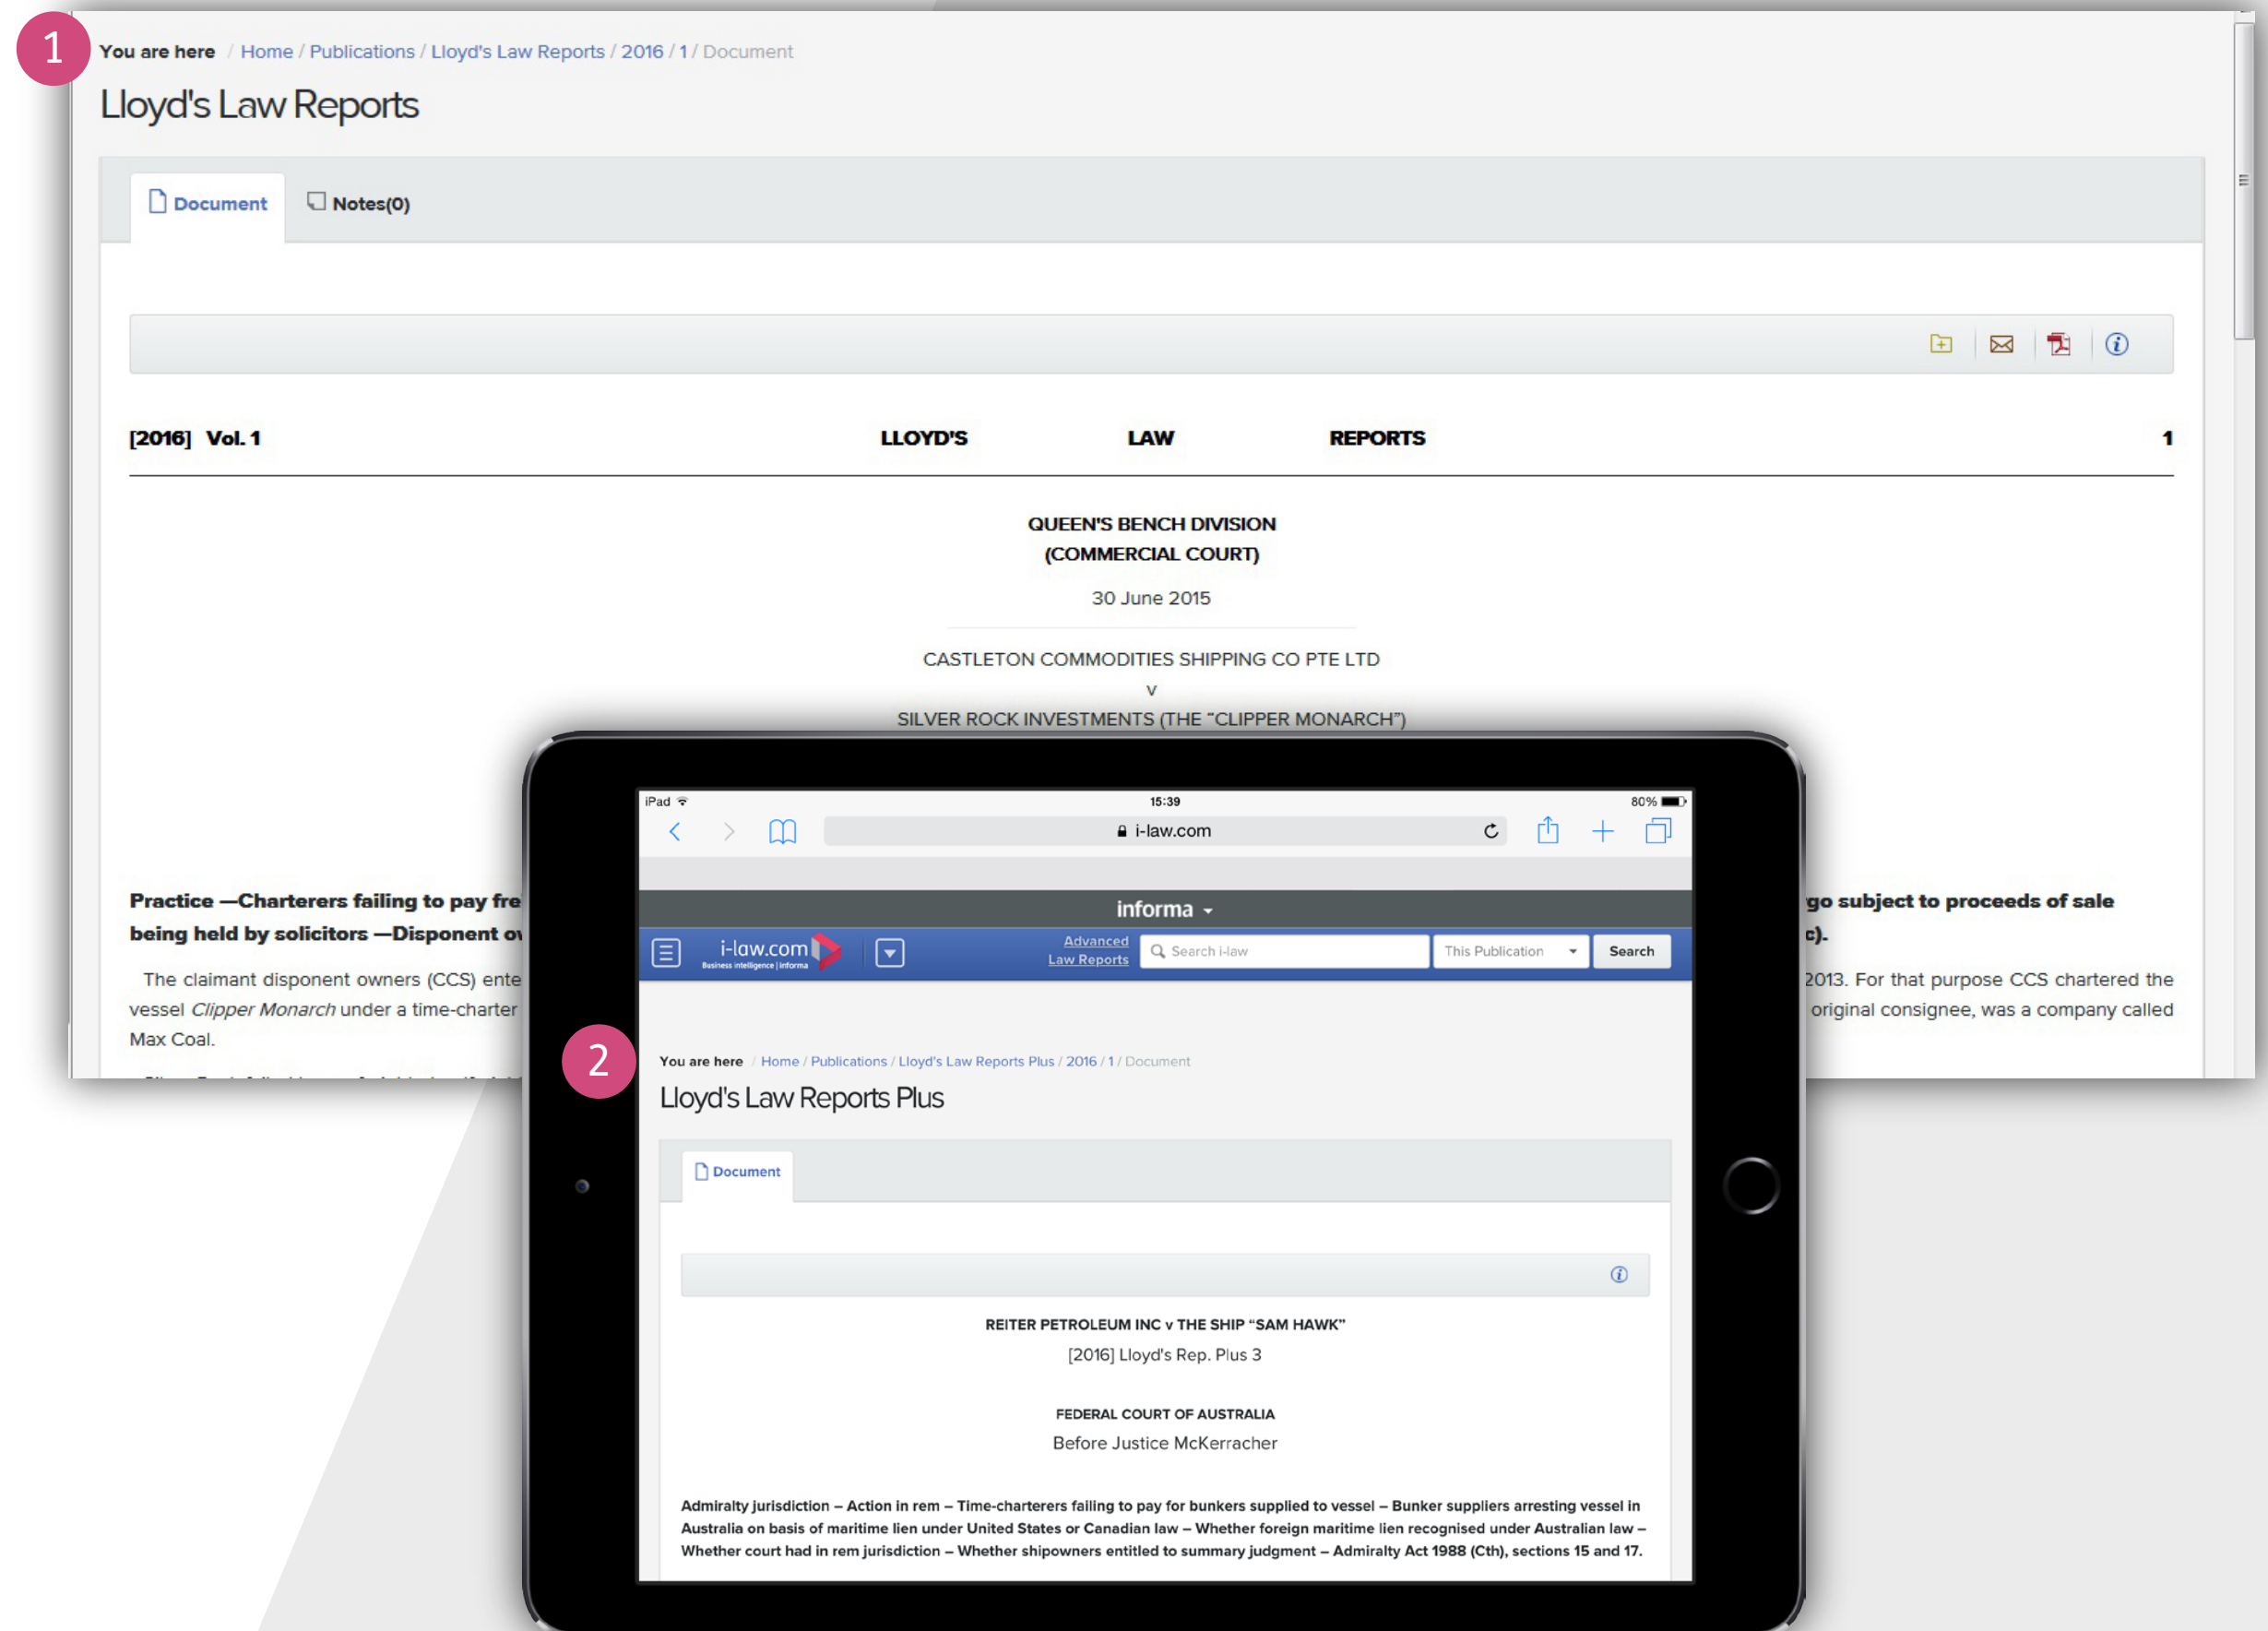 1
You are here / Home / Publications / Lloyd's Law Reports / 2016 / 1 / Document
Lloyd's Law Reports
Document Notes(0)
[2016] Vol. 1 LLOYD'S LAW REPORTS 1
QUEEN'S BENCH DIVISION
(COMMERCIAL COURT)
30 June 2015
CASTLETON COMMODITIES SHIPPING CO PTE LTD
v
SILVER ROCK INVESTMENTS (THE “CLIPPER MONARCH”)
Practice —Charterers failing to pay go subject to proceeds of sale
being held by solicitors —Disponent
The claimant disponent owners (CCS) 2013. For that purpose CCS chartered the
vessel Clipper Monarch under a time-charter original consignee, was a company called
Max Coal.
iPad 15:39 80%
i-law.com
informa
i-law.com Advanced Search i-law This Publication Search
Business intelligence | informa Law Reports
2
You are here / Home / Publications / Lloyd's Law Reports Plus / 2016 / 1 / Document
Lloyd's Law Reports Plus
Document
REITER PETROLEUM INC v THE SHIP “SAM HAWK”
[2016] Lloyd's Rep. Plus 3
FEDERAL COURT OF AUSTRALIA
Before Justice McKerracher
Admiralty jurisdiction – Action in rem – Time-charterers failing to pay for bunkers supplied to vessel – Bunker suppliers arresting vessel in
Australia on basis of maritime lien under United States or Canadian law – Whether foreign maritime lien recognised under Australian law –
Whether court had in rem jurisdiction – Whether shipowners entitled to summary judgment – Admiralty Act 1988 (Cth), sections 15 and 17.